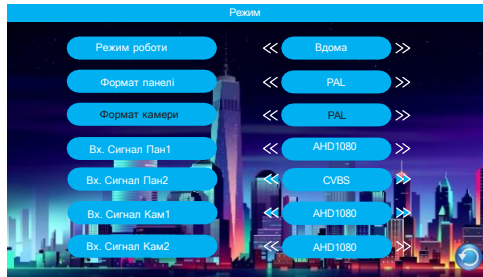 Режим
Режим роботи Вдома
Формат панелі PAL
Формат камери PAL
Вх. Сигнал Пан1 AHD1080
Вх. Сигнал Пан2 CVBS
Вх. Сигнал Кам1 AHD1080
Вх. Сигнал Кам2 AHD1080